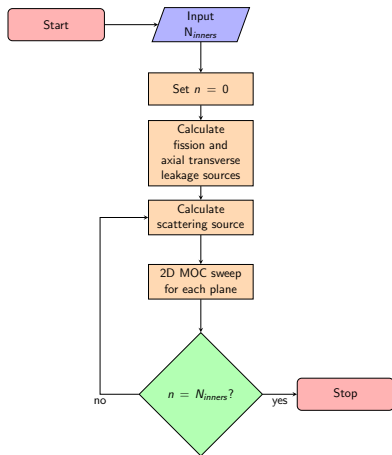 Start
Input
N_inners
Set n = 0
Calculate
fission and
axial transverse
leakage sources
Calculate
scattering source
2D MOC sweep
for each plane
n = N_inners?
no
yes
Stop